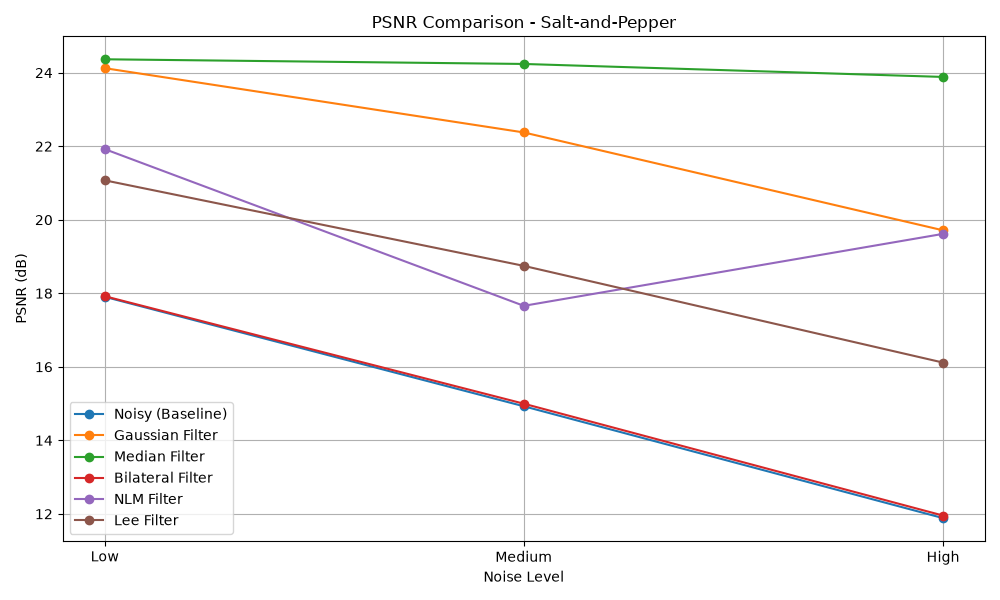 PSNR Comparison - Salt-and-Pepper
PSNR (dB)
24
22
20
18
16
14
12
Noisy (Baseline)
Gaussian Filter
Median Filter
Bilateral Filter
NLM Filter
Lee Filter
Low
Medium
High
Noise Level